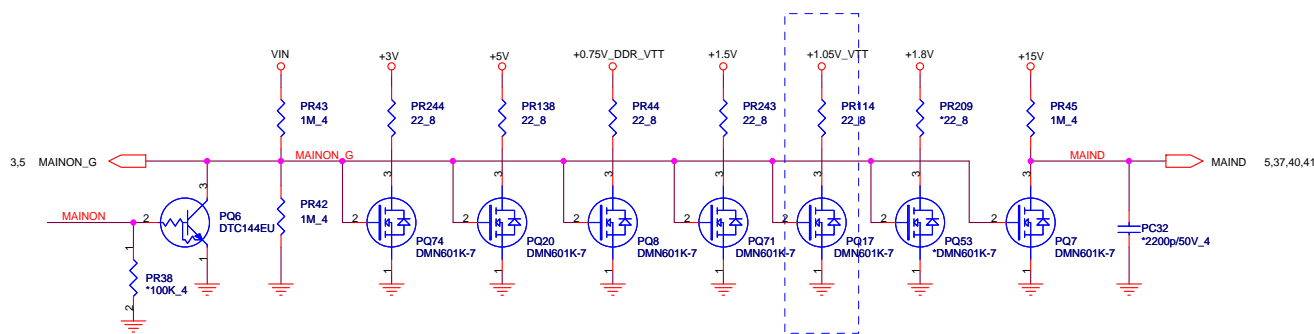 VIN
+3V
+5V
+0.75V_DDR_VTT
+1.5V
+1.05V_VTT
+1.8V
+15V
PR43
1M_4
PR244
22_8
PR138
22_8
PR44
22_8
PR243
22_8
PR114
22_8
PR209
*22_8
PR45
1M_4
3,5 MAINON_G
MAINON_G
MAIND
MAIND 5,37,40,41
MAINON
2
3
1
PQ6
DTC144EU
PR42
1M_4
1
2
PR38
*100K_4
2
3
1
PQ74
DMN601K-7
2
3
1
PQ20
DMN601K-7
2
3
1
PQ8
DMN601K-7
2
3
1
PQ71
DMN601K-7
2
3
1
PQ17
DMN601K-7
2
3
1
PQ53
*DMN601K-7
2
3
1
PQ7
DMN601K-7
PC32
*2200p/50V_4